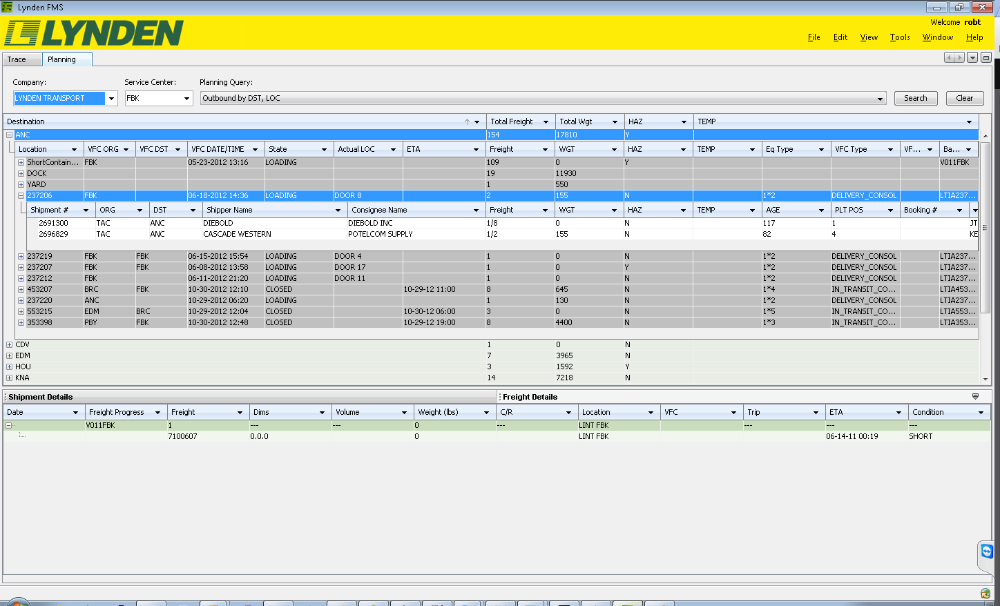 Lynden FMS
LYNDEN
Welcome robt
File Edit View Tools Window Help
Trace Planning
Company: Service Center: Planning Query:
LYNDEN TRANSPORT FBK Outbound by DST, LOC Search Clear
Destination Total Freight Total Wgt HAZ TEMP
ANC 154 17810 Y
Location VFC ORG VFC DST VFC DATE/TIME State Actual LOC ETA Freight WGT HAZ TEMP Eq Type VFC Type VF... Ba...
ShortContain... FBK 05-23-2012 13:16 LOADING 109 0 Y V011FBK
DOCK 19 11930
YARD 1 550
237206 FBK 06-18-2012 14:36 LOADING DOOR 8 2 155 N 1*2 DELIVERY_CONSOL LTIA237...
Shipment # ORG DST Shipper Name Consignee Name Freight WGT HAZ TEMP AGE PLT POS Booking #
2691300 TAC ANC DIEBOLD DIEBOLD INC 1/8 0 N 117 1 JT
2696829 TAC ANC CASCADE WESTERN POTELCOM SUPPLY 1/2 155 N 82 4 KE
237219 FBK FBK 06-15-2012 15:54 LOADING DOOR 4 1 0 N 1*2 DELIVERY_CONSOL LTIA237...
237207 FBK FBK 06-08-2012 13:58 LOADING DOOR 17 1 0 Y 1*2 DELIVERY_CONSOL LTIA237...
237212 FBK 06-11-2012 21:20 LOADING DOOR 11 1 0 N 1*2 DELIVERY_CONSOL LTIA237...
453207 BRC FBK 10-30-2012 12:10 CLOSED 10-29-12 11:00 8 645 N 1*4 IN_TRANSIT_CO... LTIA453...
237220 ANC 10-29-2012 06:20 LOADING 1 130 N 1*2 DELIVERY_CONSOL LTIA237...
553215 EDM BRC 10-29-2012 12:04 CLOSED 10-30-12 06:00 3 0 N 1*5 IN_TRANSIT_CO... LTIA553...
353398 PBY FBK 10-30-2012 12:48 CLOSED 10-29-12 19:00 8 4400 N 1*3 IN_TRANSIT_CO... LTIA353...
CDV 1 0 N
EDM 7 3965 N
HOU 3 1592 Y
KNA 14 7218 N
Shipment Details Freight Details
Date Freight Progress Freight Dims Volume Weight (lbs) C/R Location VFC Trip ETA Condition
V011FBK 1 --- --- 0 --- LINT FBK --- --- ---
7100607 0.0.0 0 LINT FBK 06-14-11 00:19 SHORT